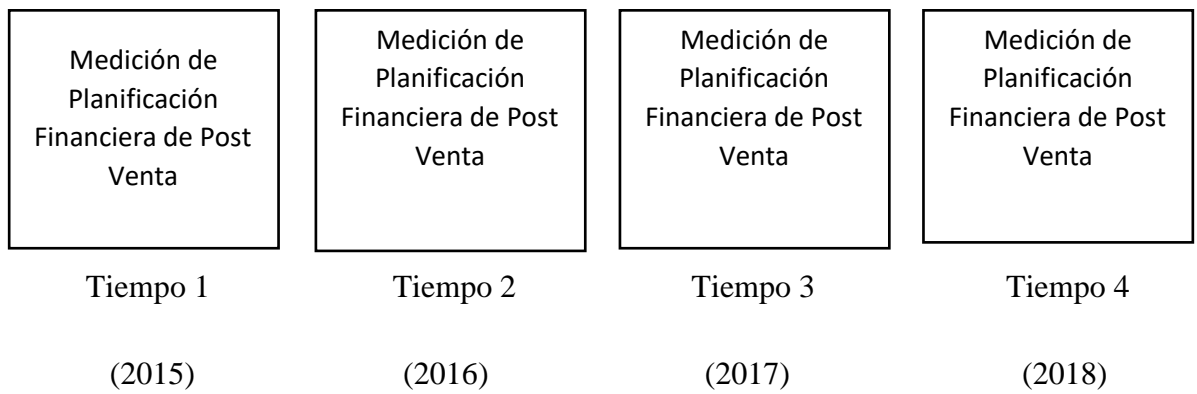 Medición de
Planificación
Financiera de Post
Venta
Medición de
Planificación
Financiera de Post
Venta
Medición de
Planificación
Financiera de Post
Venta
Medición de
Planificación
Financiera de Post
Venta
Tiempo 1
Tiempo 2
Tiempo 3
Tiempo 4
(2015)
(2016)
(2017)
(2018)